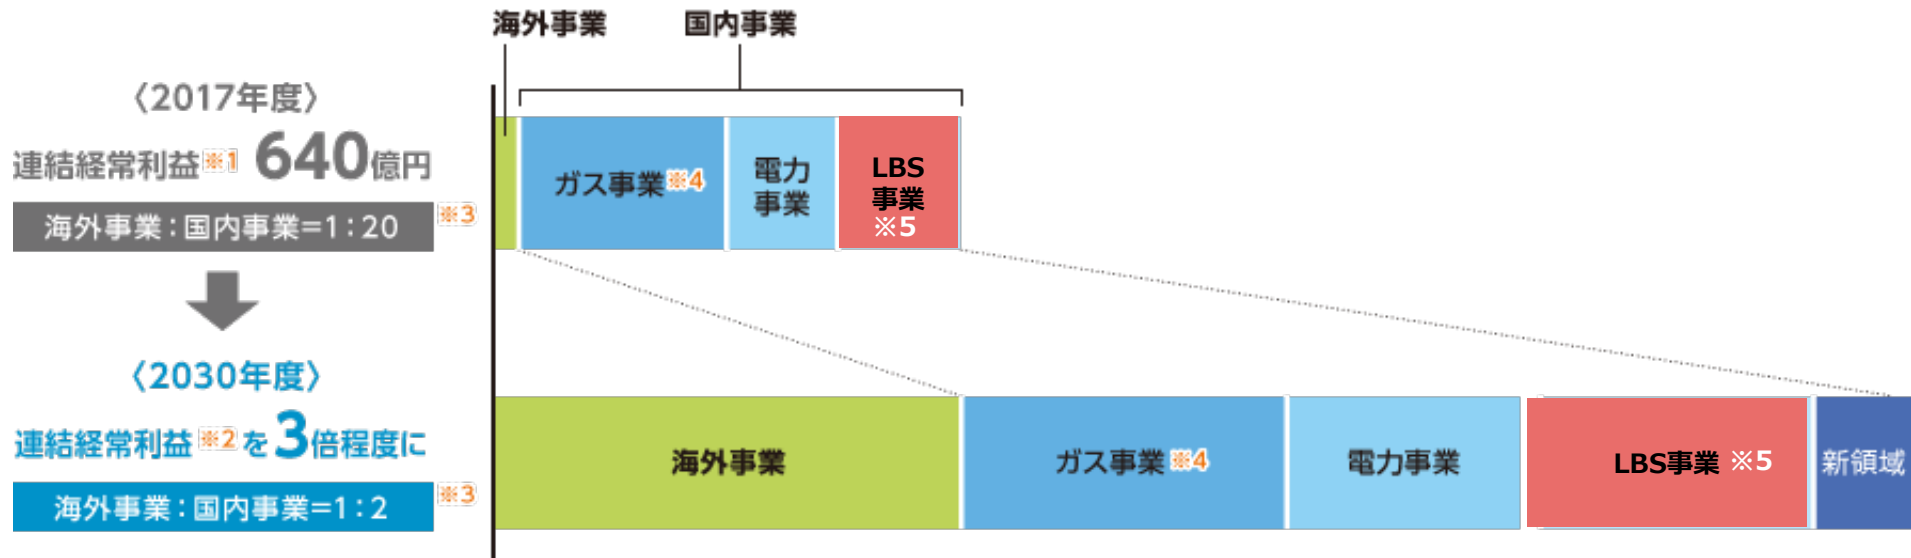 海外事業
国内事業
〈2017年度〉
連結経常利益※1 640億円
海外事業：国内事業＝1：20 ※3
ガス事業※4
電力
事業
LBS
事業
※5
〈2030年度〉
連結経常利益※2を3倍程度に
海外事業：国内事業＝1：2 ※3
海外事業
ガス事業※4
電力事業
LBS事業 ※5
新領域